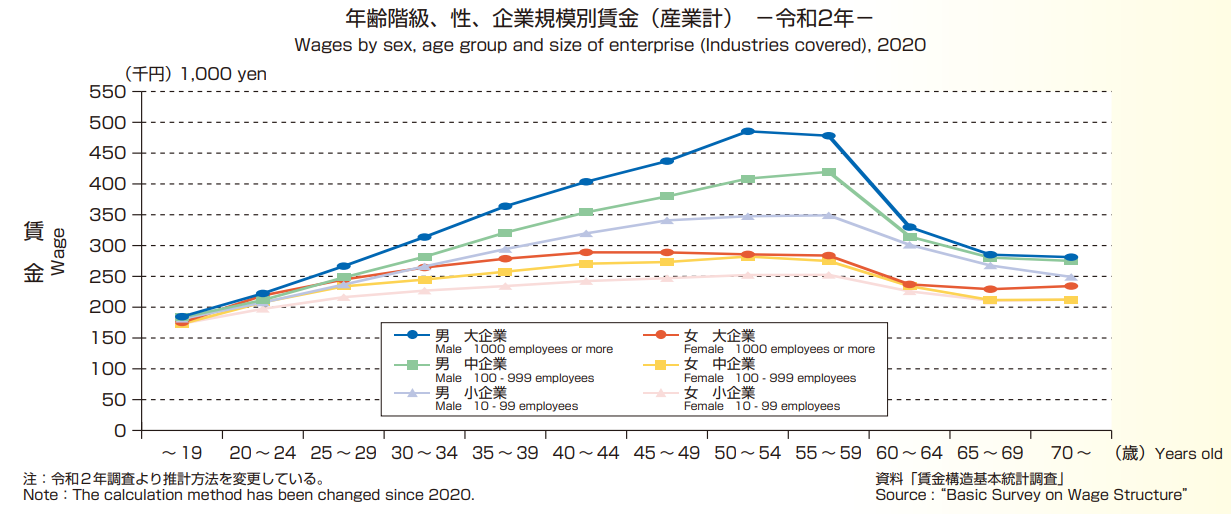 年齢階級、性、企業規模別賃金（産業計） －令和2年－
Wages by sex, age group and size of enterprise (Industries covered), 2020
（千円）1,000 yen
550
500
450
400
350
300
250
200
150
100
50
0
賃金
Wage
男 大企業
Male 1000 employees or more
男 中企業
Male 100 - 999 employees
男 小企業
Male 10 - 99 employees
女 大企業
Female 1000 employees or more
女 中企業
Female 100 - 999 employees
女 小企業
Female 10 - 99 employees
～19 20～24 25～29 30～34 35～39 40～44 45～49 50～54 55～59 60～64 65～69 70～ （歳）Years old
注：令和２年調査より推計方法を変更している。
Note：The calculation method has been changed since 2020.
資料「賃金構造基本統計調査」
Source : “Basic Survey on Wage Structure”